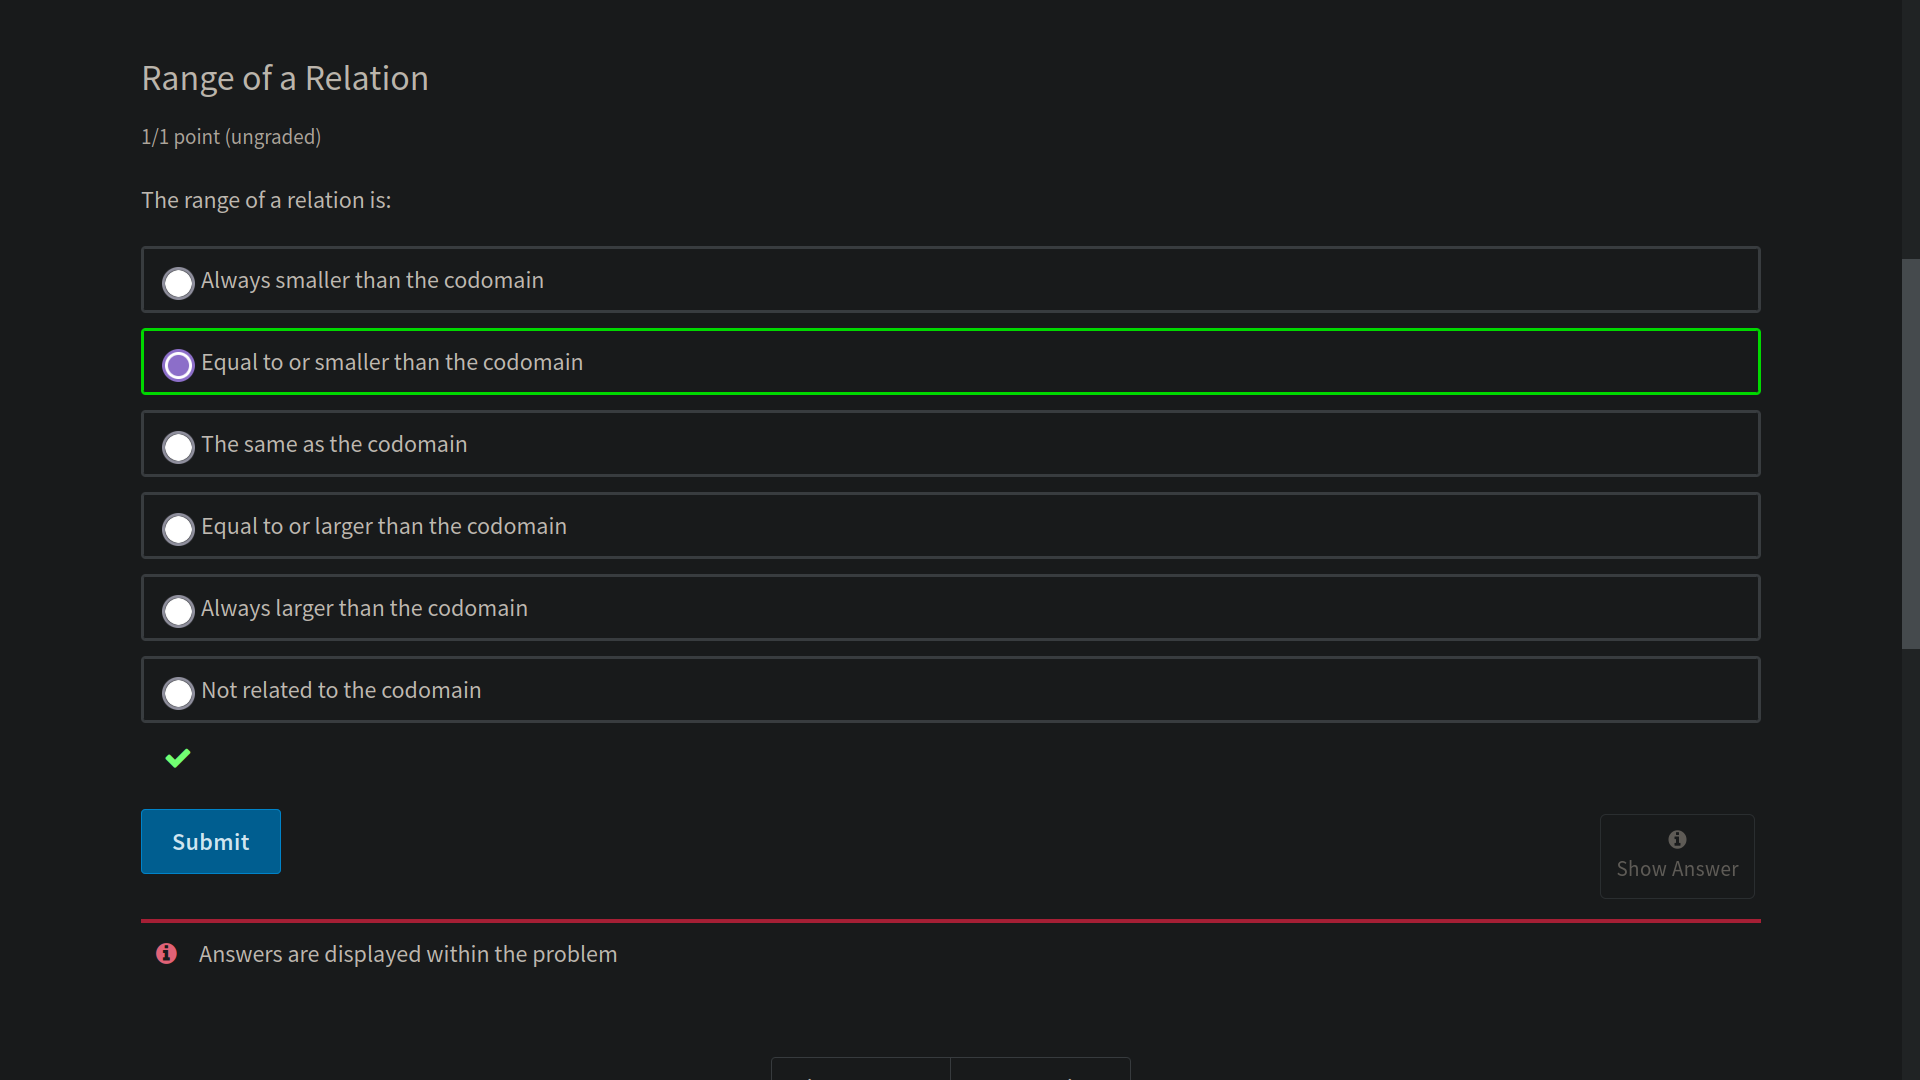 Range of a Relation
1/1 point (ungraded)
The range of a relation is:
Always smaller than the codomain
Equal to or smaller than the codomain
The same as the codomain
Equal to or larger than the codomain
Always larger than the codomain
Not related to the codomain
Submit
Show Answer
Answers are displayed within the problem